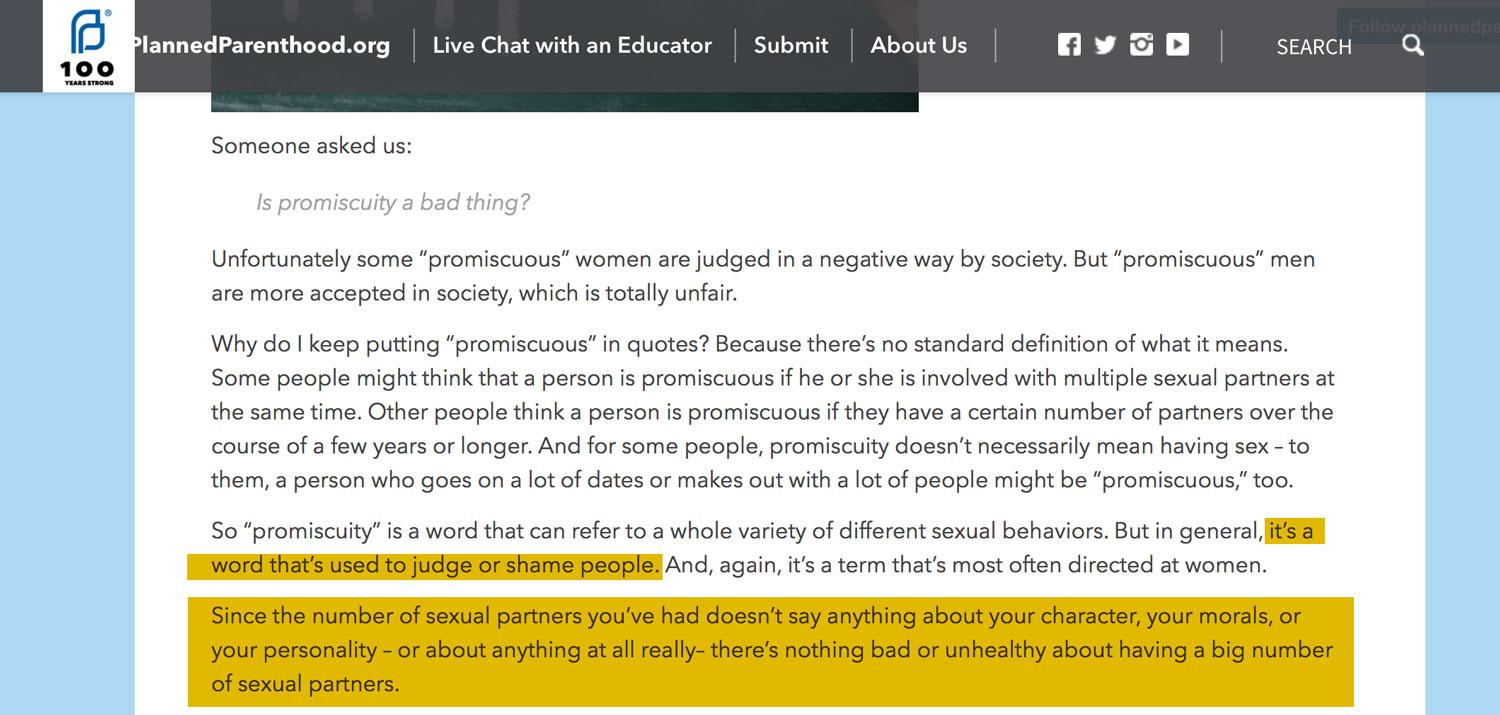 PlannedParenthood.org
Live Chat with an Educator
Submit
About Us
SEARCH
Follow plannedpa
100
YEARS STRONG
Someone asked us:
Is promiscuity a bad thing?
Unfortunately some “promiscuous” women are judged in a negative way by society. But “promiscuous” men
are more accepted in society, which is totally unfair.
Why do I keep putting “promiscuous” in quotes? Because there’s no standard definition of what it means.
Some people might think that a person is promiscuous if he or she is involved with multiple sexual partners at
the same time. Other people think a person is promiscuous if they have a certain number of partners over the
course of a few years or longer. And for some people, promiscuity doesn’t necessarily mean having sex – to
them, a person who goes on a lot of dates or makes out with a lot of people might be “promiscuous,” too.
So “promiscuity” is a word that can refer to a whole variety of different sexual behaviors. But in general, it’s a
word that’s used to judge or shame people. And, again, it’s a term that’s most often directed at women.
Since the number of sexual partners you’ve had doesn’t say anything about your character, your morals, or
your personality – or about anything at all really– there’s nothing bad or unhealthy about having a big number
of sexual partners.